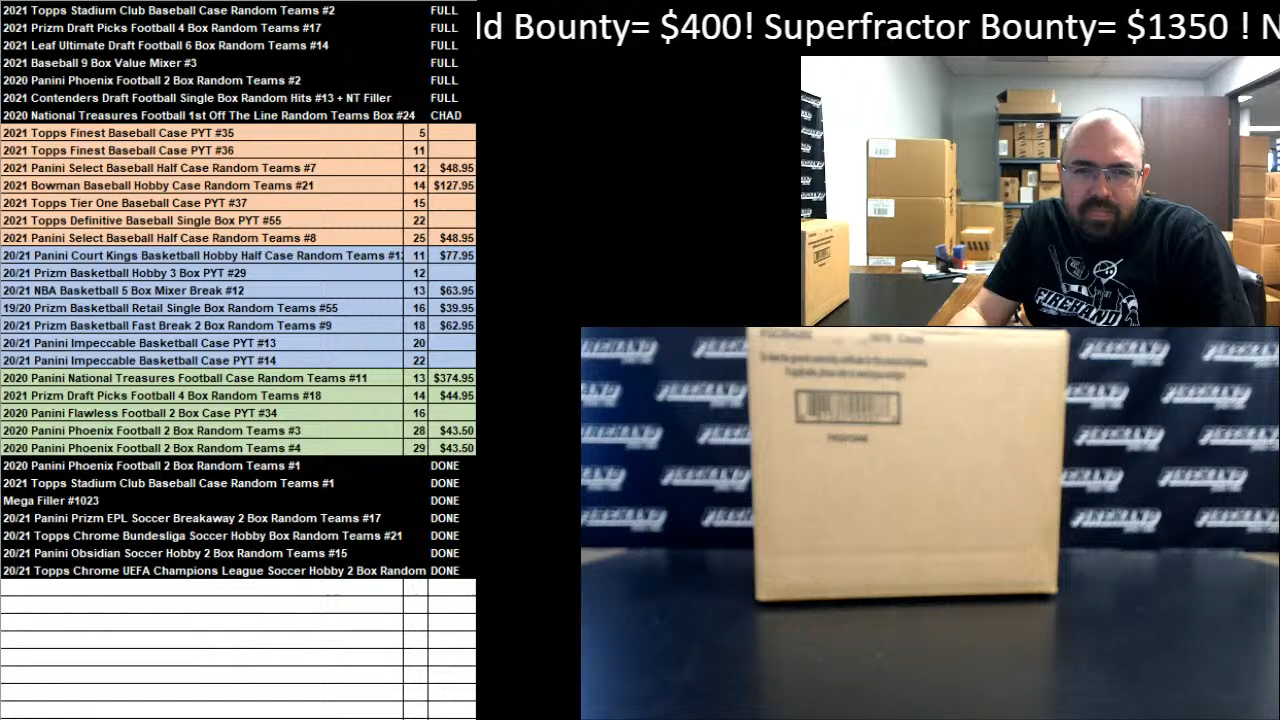 2021 Topps Stadium Club Baseball Case Random Teams #2 FULL
2021 Prizm Draft Picks Football 4 Box Random Teams #17 FULL
2021 Leaf Ultimate Draft Football 6 Box Random Teams #14 FULL
2021 Baseball 9 Box Value Mixer #3 FULL
2020 Panini Phoenix Football 2 Box Random Teams #2 FULL
2021 Contenders Draft Football Single Box Random Hits #13 + NT Filler FULL
2020 National Treasures Football 1st Off The Line Random Teams Box #24 CHAD
2021 Topps Finest Baseball Case PYT #35 5
2021 Topps Finest Baseball Case PYT #36 11
2021 Panini Select Baseball Half Case Random Teams #7 12 $48.95
2021 Bowman Baseball Hobby Case Random Teams #21 14 $127.95
2021 Topps Tier One Baseball Case PYT #37 15
2021 Topps Definitive Baseball Single Box PYT #55 22
2021 Panini Select Baseball Half Case Random Teams #8 25 $48.95
20/21 Panini Court Kings Basketball Hobby Half Case Random Teams 11 $77.95
20/21 Prizm Basketball Hobby 3 Box PYT #29 12
20/21 NBA Basketball 5 Box Mixer Break #12 13 $63.95
19/20 Prizm Basketball Retail Single Box Random Teams #55 16 $39.95
20/21 Prizm Basketball Fast Break 2 Box Random Teams #9 18 $62.95
20/21 Panini Impeccable Basketball Case PYT #13 20
20/21 Panini Impeccable Basketball Case PYT #14 22
2020 Panini National Treasures Football Case Random Teams #11 13 $374.95
2021 Prizm Draft Picks Football 4 Box Random Teams #18 14 $44.95
2020 Panini Flawless Football 2 Box Case PYT #34 16
2020 Panini Phoenix Football 2 Box Random Teams #3 28 $43.50
2020 Panini Phoenix Football 2 Box Random Teams #4 29 $43.50
2020 Panini Phoenix Football 2 Box Random Teams #1 DONE
2021 Topps Stadium Club Baseball Case Random Teams #1 DONE
Mega Filler #1023 DONE
20/21 Panini Prizm EPL Soccer Breakaway 2 Box Random Teams #17 DONE
20/21 Topps Chrome Bundesliga Soccer Hobby Box Random Teams #21 DONE
20/21 Panini Obsidian Soccer Hobby 2 Box Random Teams #15 DONE
20/21 Topps Chrome UEFA Champions League Soccer Hobby 2 Box Random DONE
ld Bounty= $400! Superfractor Bounty= $1350 ! N
FIREHAND